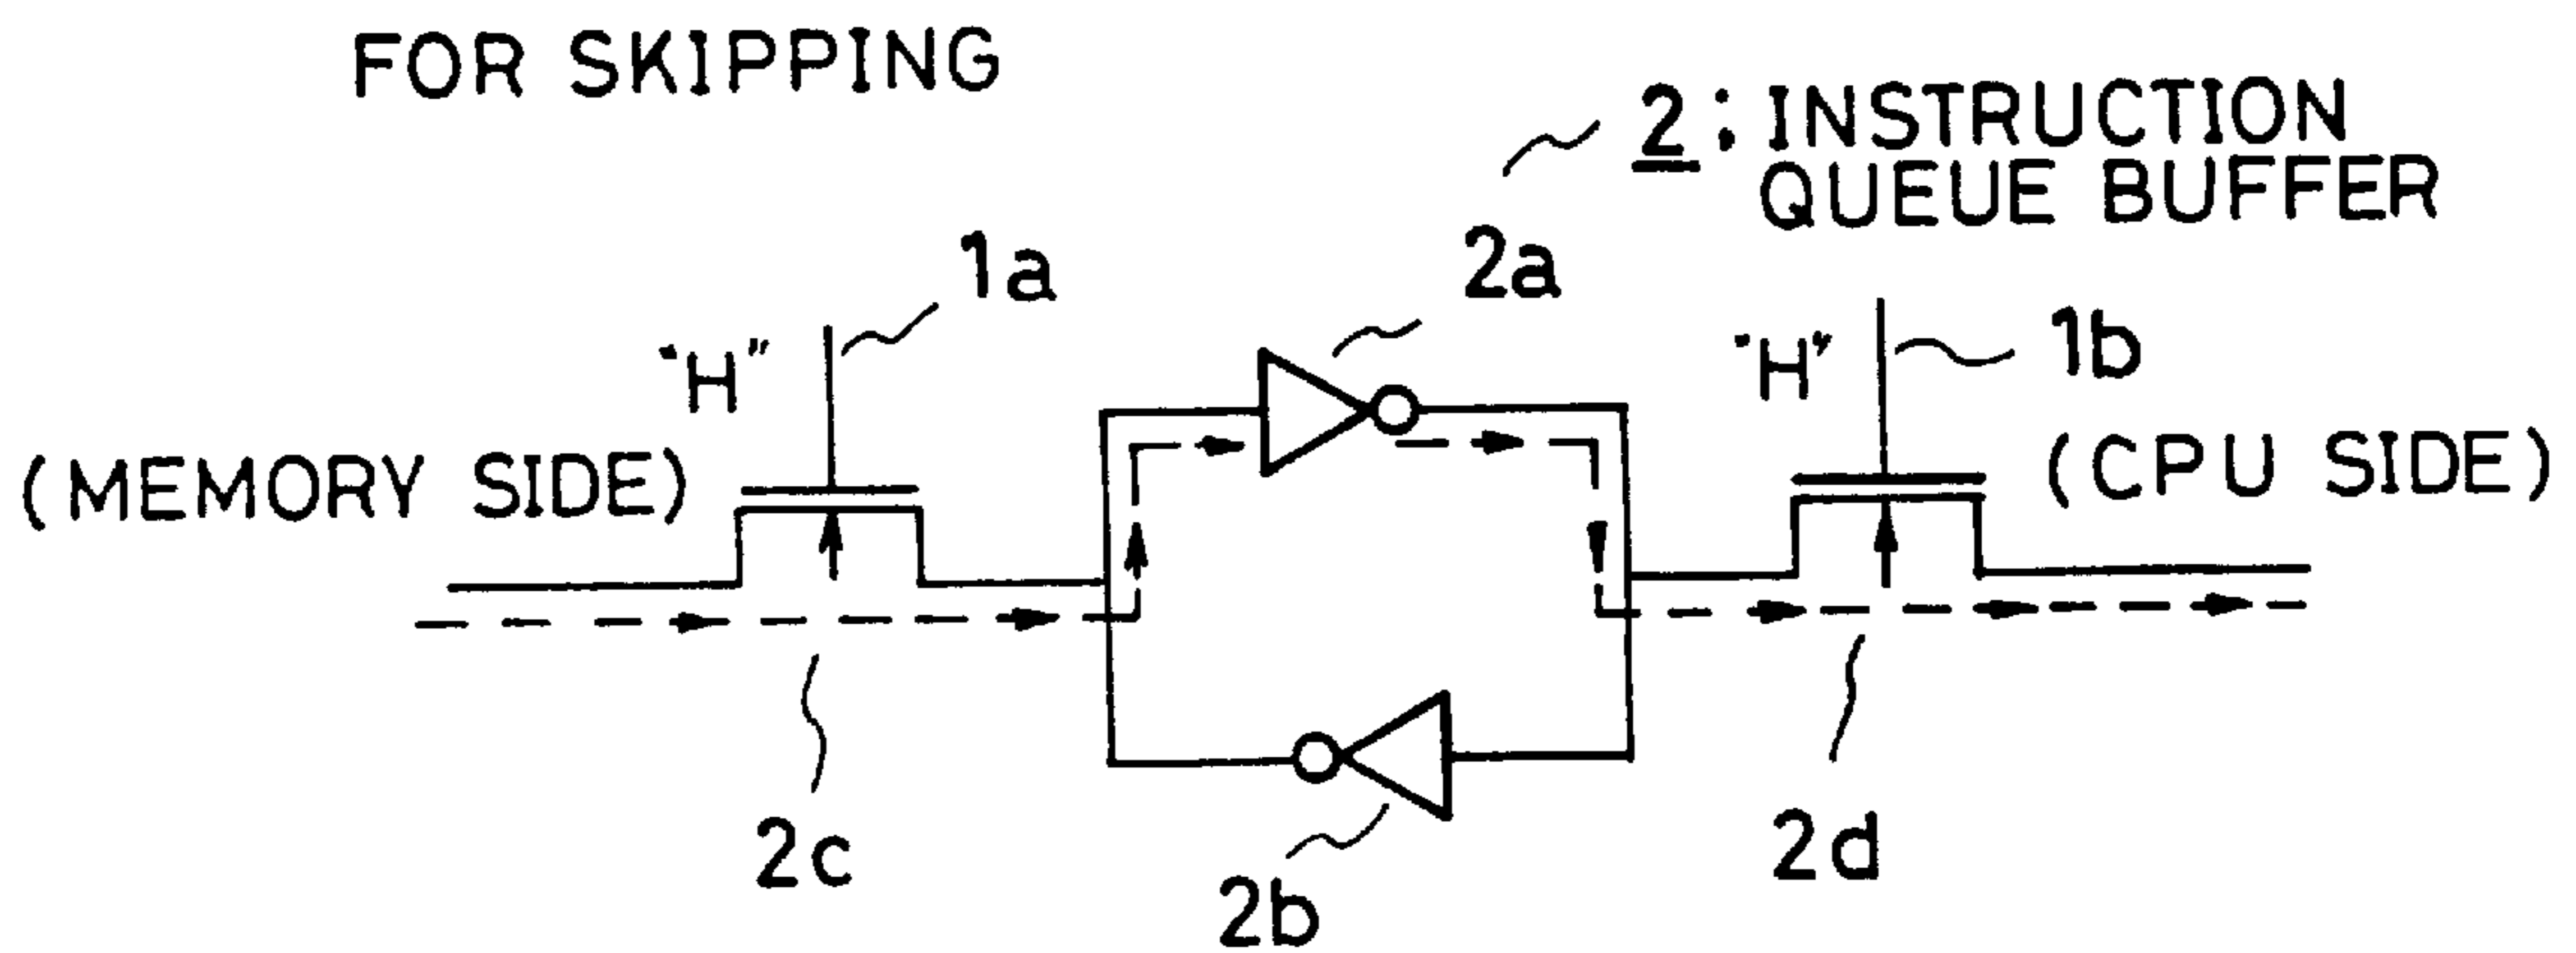 FOR SKIPPING
2 : INSTRUCTION
QUEUE BUFFER
1a
2a
"H"
"H"
1b
(MEMORY SIDE)
(CPU SIDE)
2c
2b
2d